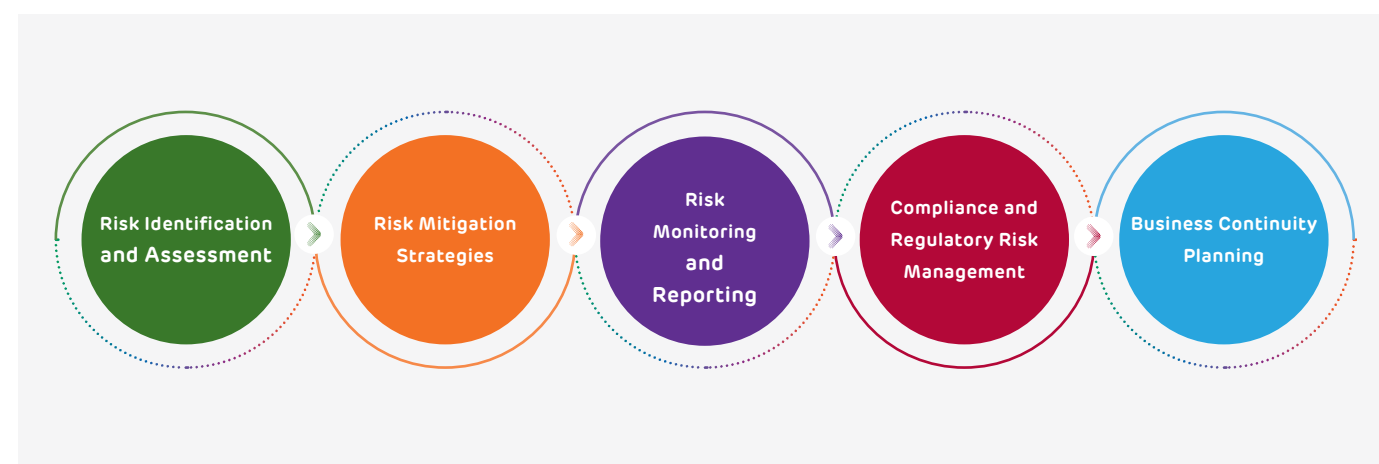 Risk Identification
and Assessment
Risk Mitigation
Strategies
Risk
Monitoring
and
Reporting
Compliance and
Regulatory Risk
Management
Business Continuity
Planning